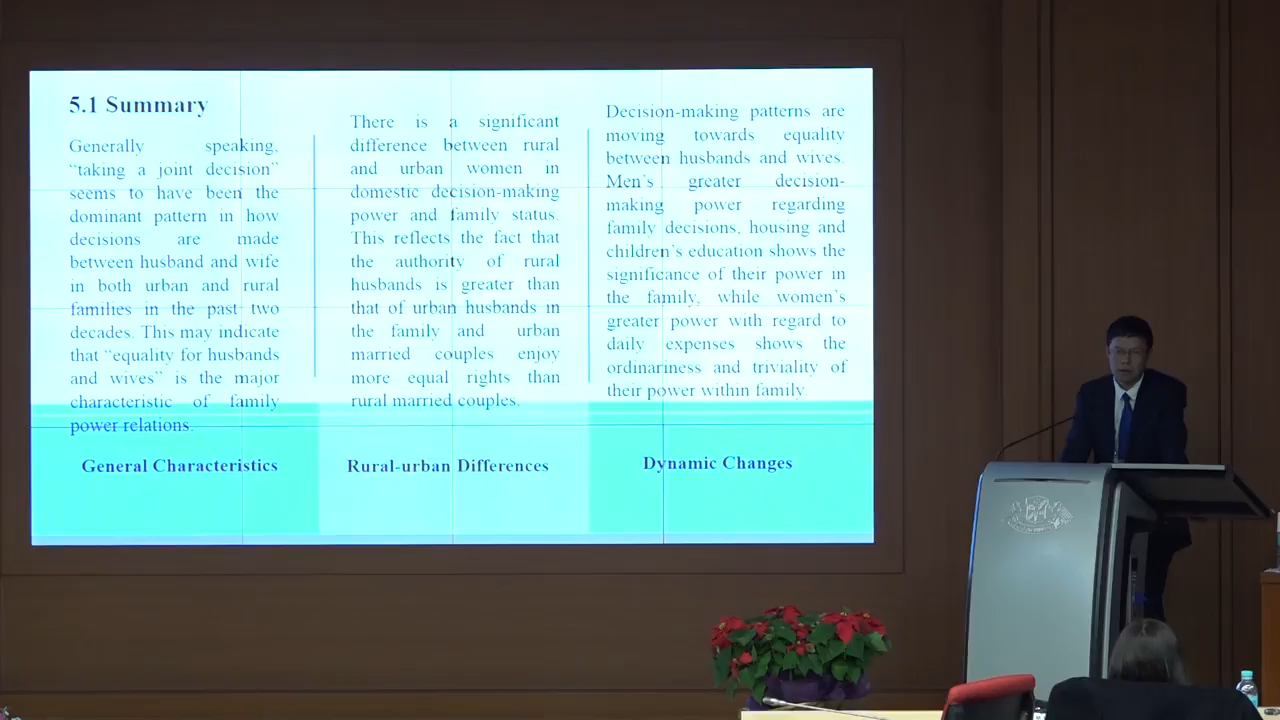 5.1 Summary
Generally speaking,
“taking a joint decision”
seems to have been the
dominant pattern in how
decisions are made
between husband and wife
in both urban and rural
families in the past two
decades. This may indicate
that “equality for husbands
and wives” is the major
characteristic of family
power relations.
General Characteristics
There is a significant
difference between rural
and urban women in
domestic decision-making
power and family status.
This reflects the fact that
the authority of rural
husbands is greater than
that of urban husbands in
the family and urban
married couples enjoy
more equal rights than
rural married couples.
Rural-urban Differences
Decision-making patterns are
moving towards equality
between husbands and wives.
Men’s greater decision-
making power regarding
family decisions, housing and
children’s education shows the
significance of their power in
the family, while women’s
greater power with regard to
daily expenses shows the
ordinariness and triviality of
their power within family.
Dynamic Changes